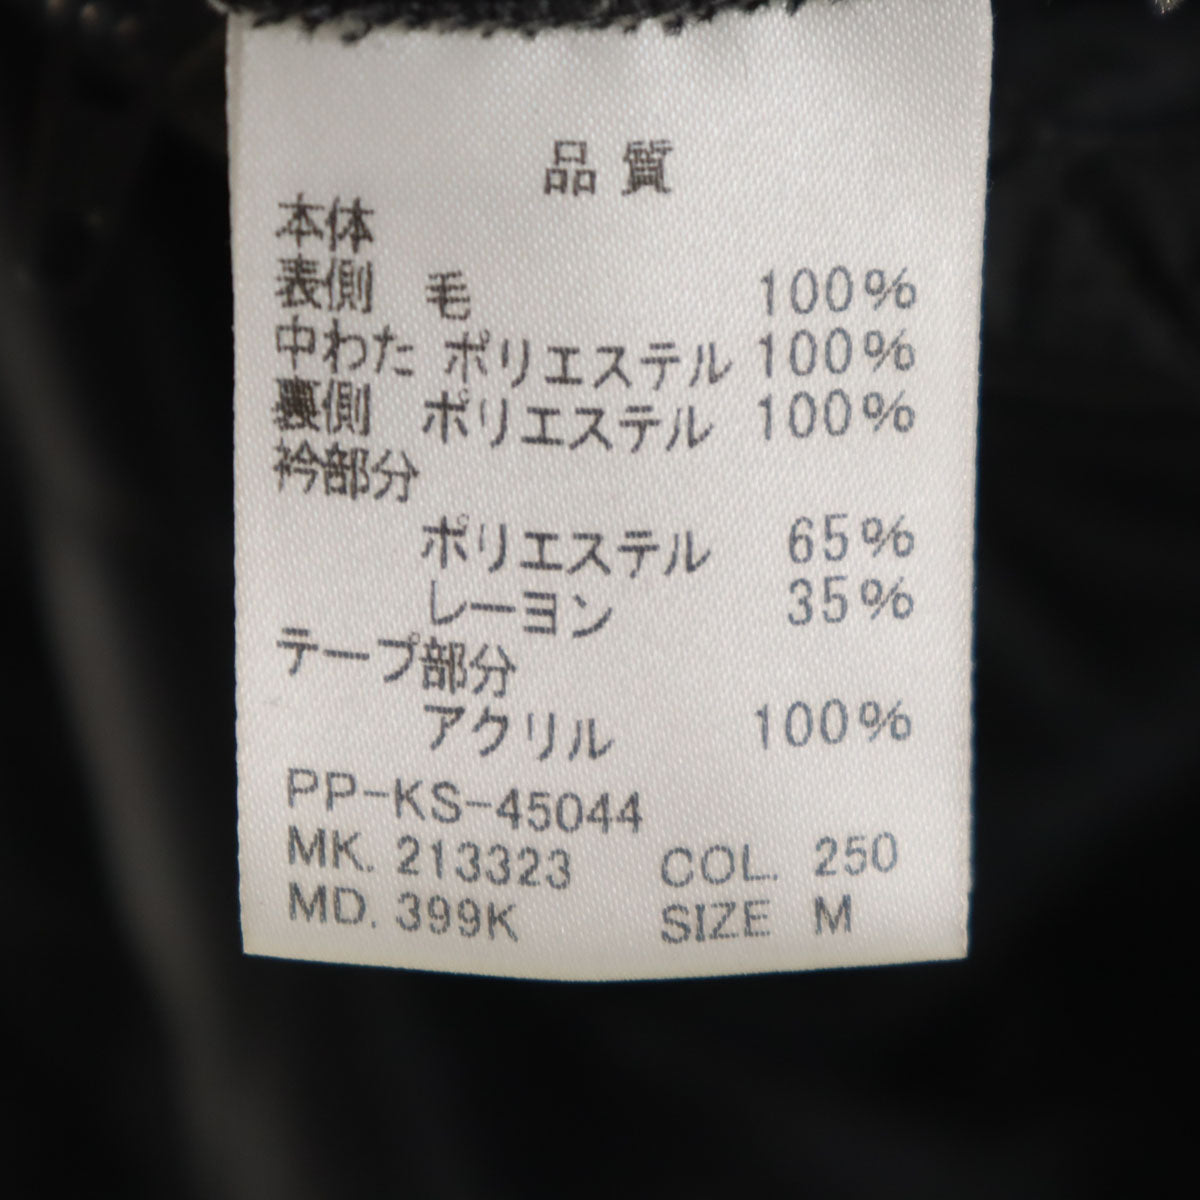 品質
本体
表側 毛 100%
中わた ポリエステル 100%
裏側 ポリエステル 100%
衿部分
ポリエステル 65%
レーヨン 35%
テープ部分
アクリル 100%
PP-KS-45044
MK. 213323 COL. 250
MD. 399K SIZE M